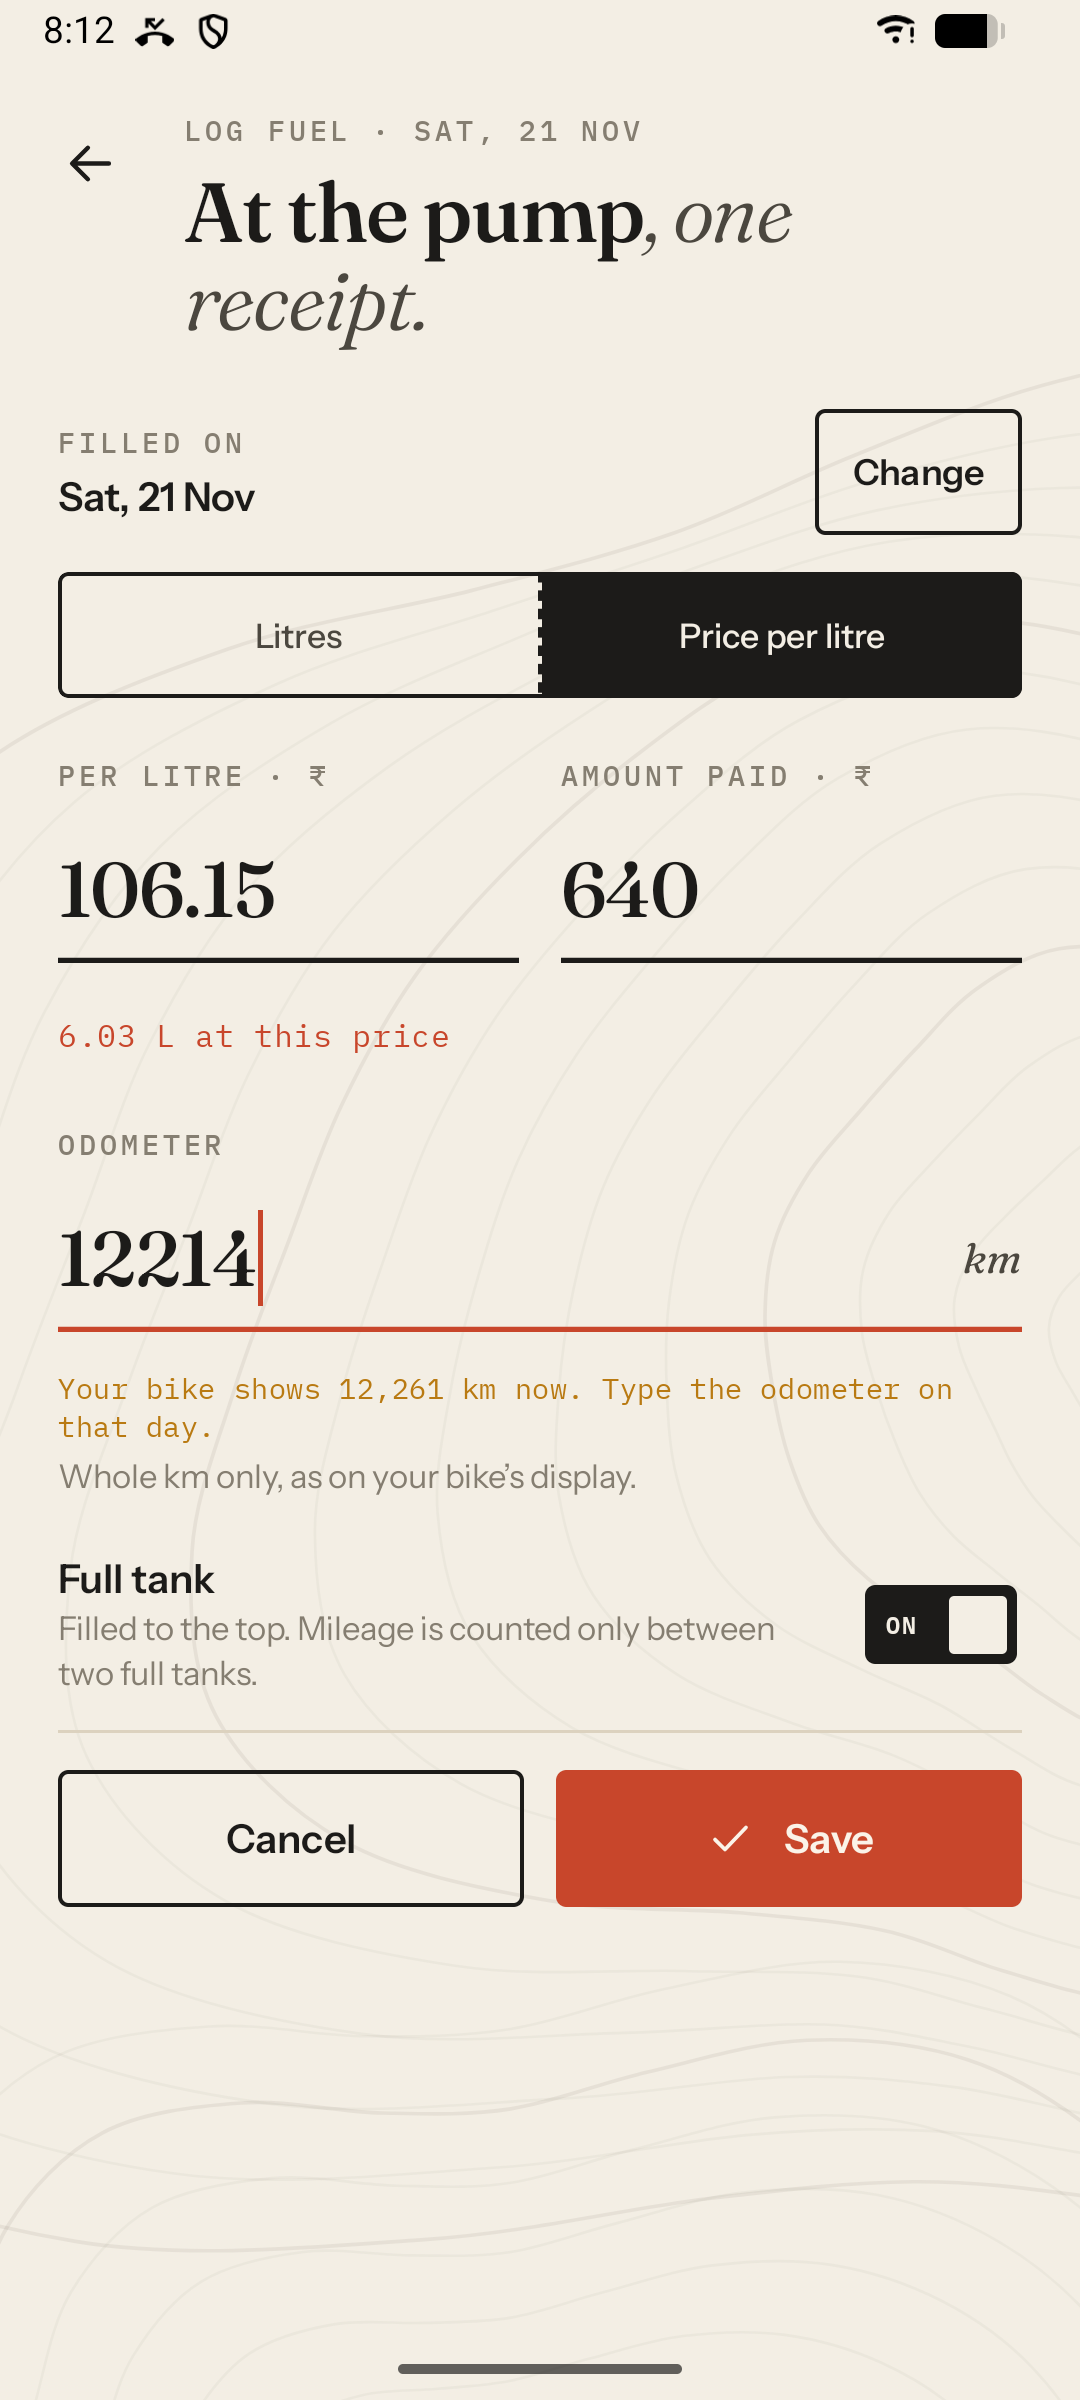 8:12
LOG FUEL · SAT, 21 NOV
At the pump, one
receipt.
FILLED ON
Sat, 21 Nov
Change
Litres
Price per litre
PER LITRE · ₹
AMOUNT PAID · ₹
106.15
640
6.03 L at this price
ODOMETER
12214
km
Your bike shows 12,261 km now. Type the odometer on
that day.
Whole km only, as on your bike’s display.
Full tank
Filled to the top. Mileage is counted only between
two full tanks.
ON
Cancel
Save